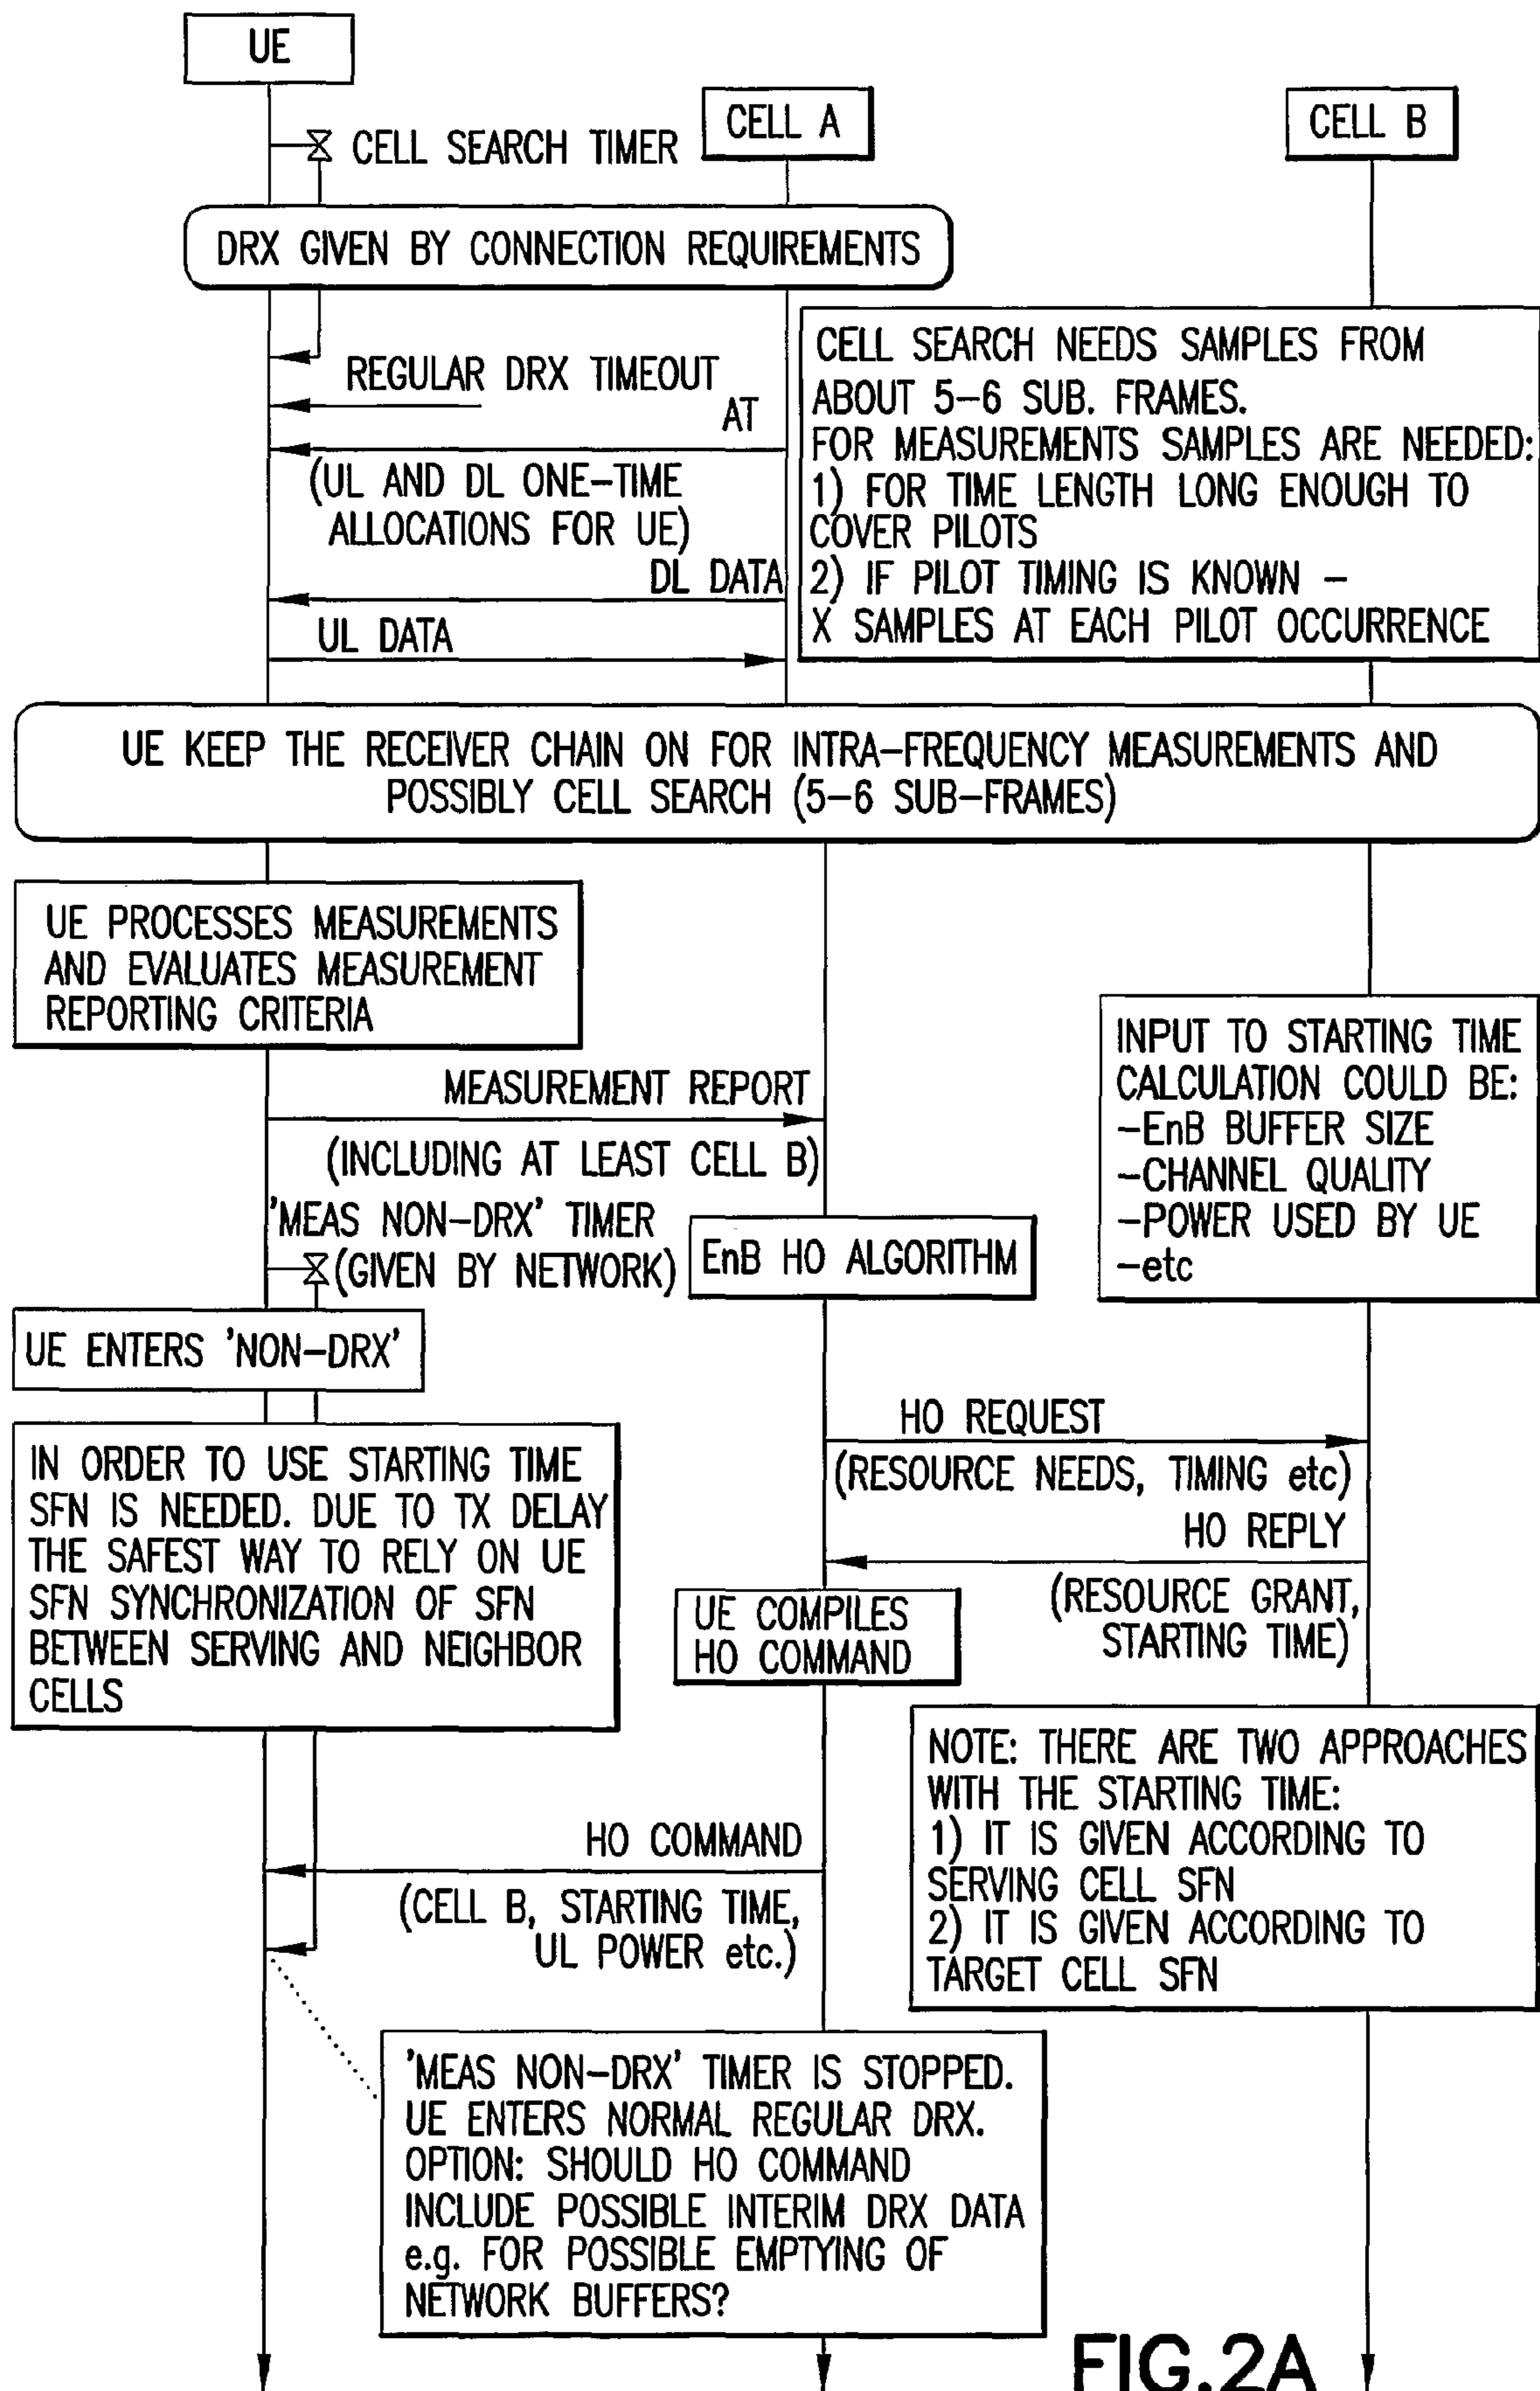 UE
CELL A
CELL B
CELL SEARCH TIMER
DRX GIVEN BY CONNECTION REQUIREMENTS
REGULAR DRX TIMEOUT
AT
(UL AND DL ONE-TIME
ALLOCATIONS FOR UE)
DL DATA
UL DATA
CELL SEARCH NEEDS SAMPLES FROM
ABOUT 5-6 SUB. FRAMES.
FOR MEASUREMENTS SAMPLES ARE NEEDED:
1) FOR TIME LENGTH LONG ENOUGH TO
COVER PILOTS
2) IF PILOT TIMING IS KNOWN -
X SAMPLES AT EACH PILOT OCCURRENCE
UE KEEP THE RECEIVER CHAIN ON FOR INTRA-FREQUENCY MEASUREMENTS AND
POSSIBLY CELL SEARCH (5-6 SUB-FRAMES)
UE PROCESSES MEASUREMENTS
AND EVALUATES MEASUREMENT
REPORTING CRITERIA
INPUT TO STARTING TIME
CALCULATION COULD BE:
-EnB BUFFER SIZE
-CHANNEL QUALITY
-POWER USED BY UE
-etc
MEASUREMENT REPORT
(INCLUDING AT LEAST CELL B)
'MEAS NON-DRX' TIMER
(GIVEN BY NETWORK)
EnB HO ALGORITHM
UE ENTERS 'NON-DRX'
HO REQUEST
(RESOURCE NEEDS, TIMING etc)
HO REPLY
(RESOURCE GRANT,
STARTING TIME)
IN ORDER TO USE STARTING TIME
SFN IS NEEDED. DUE TO TX DELAY
THE SAFEST WAY TO RELY ON UE
SFN SYNCHRONIZATION OF SFN
BETWEEN SERVING AND NEIGHBOR
CELLS
UE COMPILES
HO COMMAND
NOTE: THERE ARE TWO APPROACHES
WITH THE STARTING TIME:
1) IT IS GIVEN ACCORDING TO
SERVING CELL SFN
2) IT IS GIVEN ACCORDING TO
TARGET CELL SFN
HO COMMAND
(CELL B, STARTING TIME,
UL POWER etc.)
'MEAS NON-DRX' TIMER IS STOPPED.
UE ENTERS NORMAL REGULAR DRX.
OPTION: SHOULD HO COMMAND
INCLUDE POSSIBLE INTERIM DRX DATA
e.g. FOR POSSIBLE EMPTYING OF
NETWORK BUFFERS?
FIG.2A